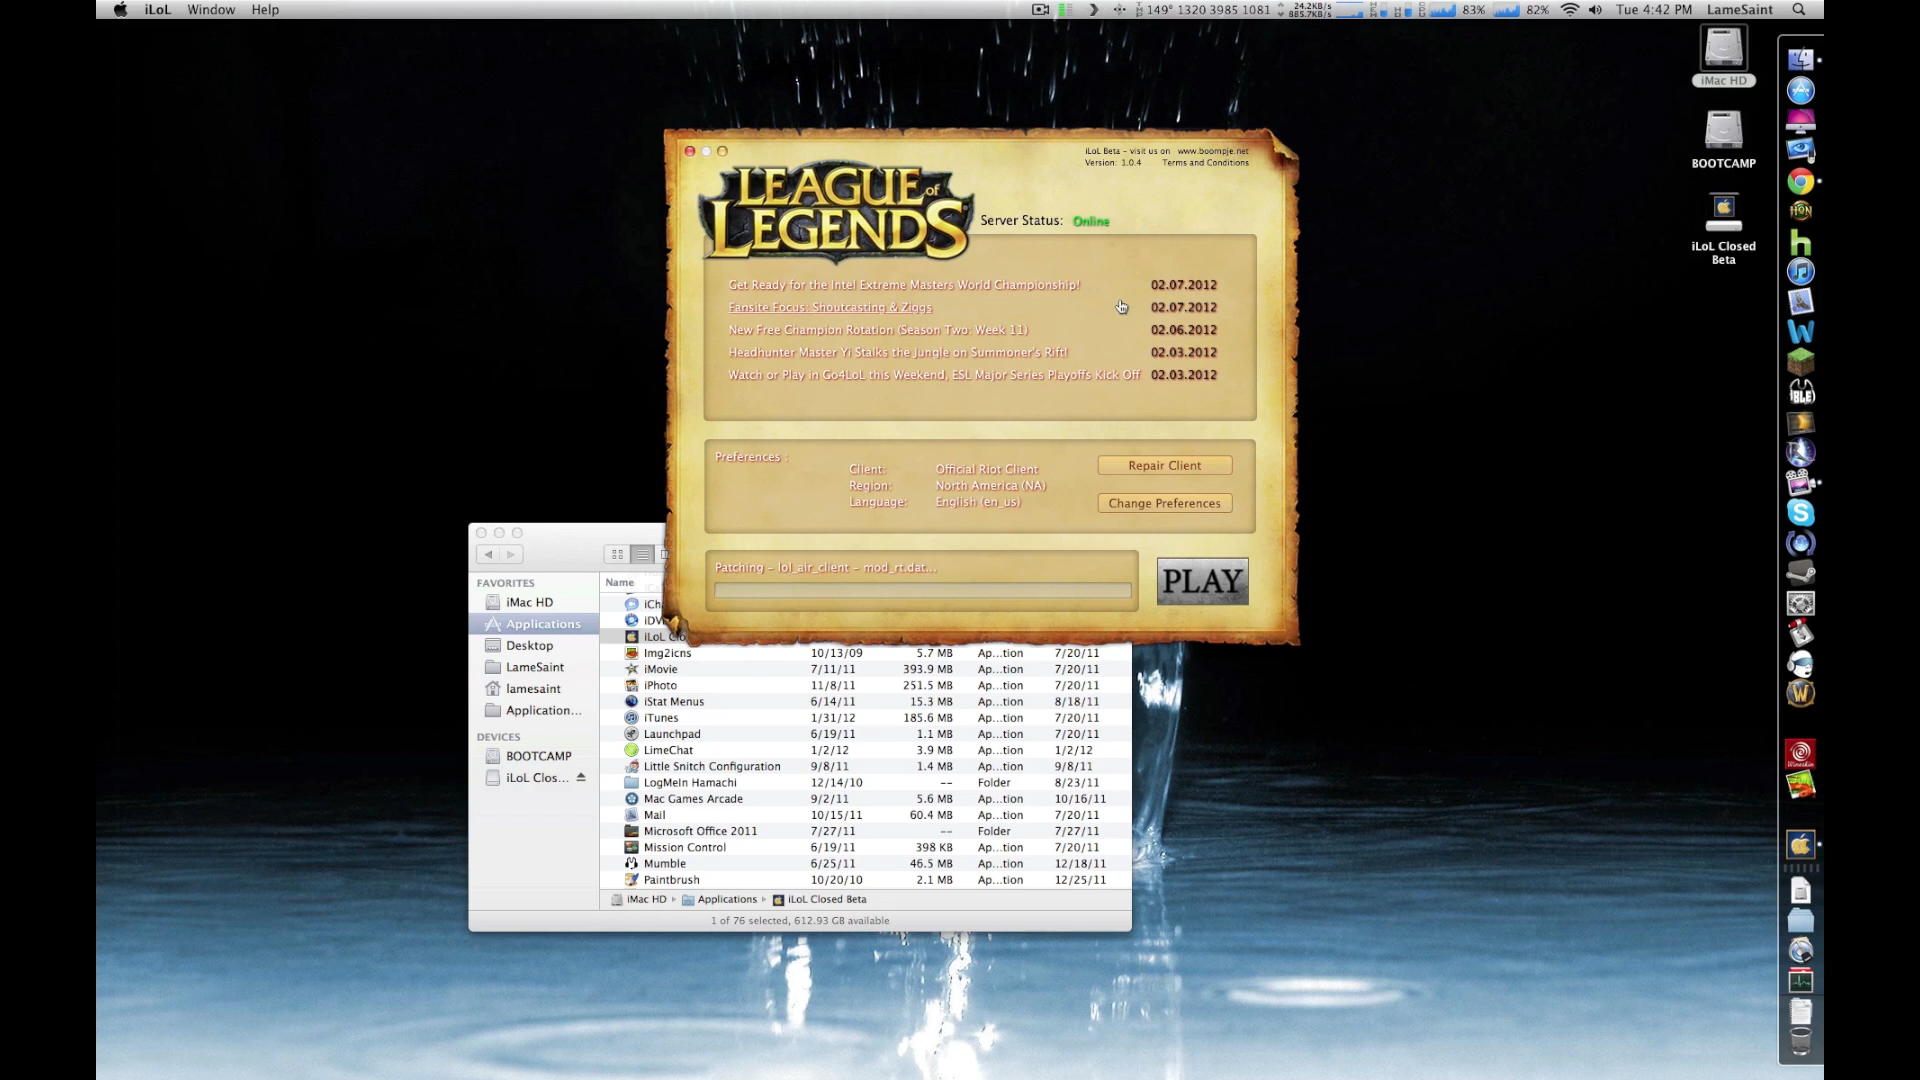 iLoL Window Help
149° 1320 3985 1081 24.2KB/s 885.7KB/s 83% 82% Tue 4:42 PM LameSaint
iMac HD
BOOTCAMP
iLoL Closed Beta
iLoL Beta - visit us on www.boompje.net
Version: 1.0.4 Terms and Conditions
LEAGUE of LEGENDS
Server Status: Online
Get Ready for the Intel Extreme Masters World Championship! 02.07.2012
Fansite Focus: Shoutcasting & Ziggs 02.07.2012
New Free Champion Rotation (Season Two: Week 11) 02.06.2012
Headhunter Master Yi Stalks the Jungle on Summoner's Rift! 02.03.2012
Watch or Play in Go4LoL this Weekend, ESL Major Series Playoffs Kick Off 02.03.2012
Preferences :
Client: Official Riot Client
Region: North America (NA)
Language: English (en_us)
Repair Client
Change Preferences
Patching - lol_air_client - mod_rt.dat...
PLAY
FAVORITES
iMac HD
Applications
Desktop
LameSaint
lamesaint
Application...
DEVICES
BOOTCAMP
iLoL Clos...
Name
iCha
iDV
iLoL Clo
Img2icns 10/13/09 5.7 MB Ap...tion 7/20/11
iMovie 7/11/11 393.9 MB Ap...tion 7/20/11
iPhoto 11/8/11 251.5 MB Ap...tion 7/20/11
iStat Menus 6/14/11 15.3 MB Ap...tion 8/18/11
iTunes 1/31/12 185.6 MB Ap...tion 7/20/11
Launchpad 6/19/11 1.1 MB Ap...tion 7/20/11
LimeChat 1/2/12 3.9 MB Ap...tion 1/2/12
Little Snitch Configuration 9/8/11 1.4 MB Ap...tion 9/8/11
LogMeIn Hamachi 12/14/10 -- Folder 8/23/11
Mac Games Arcade 9/2/11 5.6 MB Ap...tion 10/16/11
Mail 10/15/11 60.4 MB Ap...tion 7/20/11
Microsoft Office 2011 7/27/11 -- Folder 7/27/11
Mission Control 6/19/11 398 KB Ap...tion 7/20/11
Mumble 6/25/11 46.5 MB Ap...tion 12/18/11
Paintbrush 10/20/10 2.1 MB Ap...tion 12/25/11
iMac HD Applications iLoL Closed Beta
1 of 76 selected, 612.93 GB available
HON